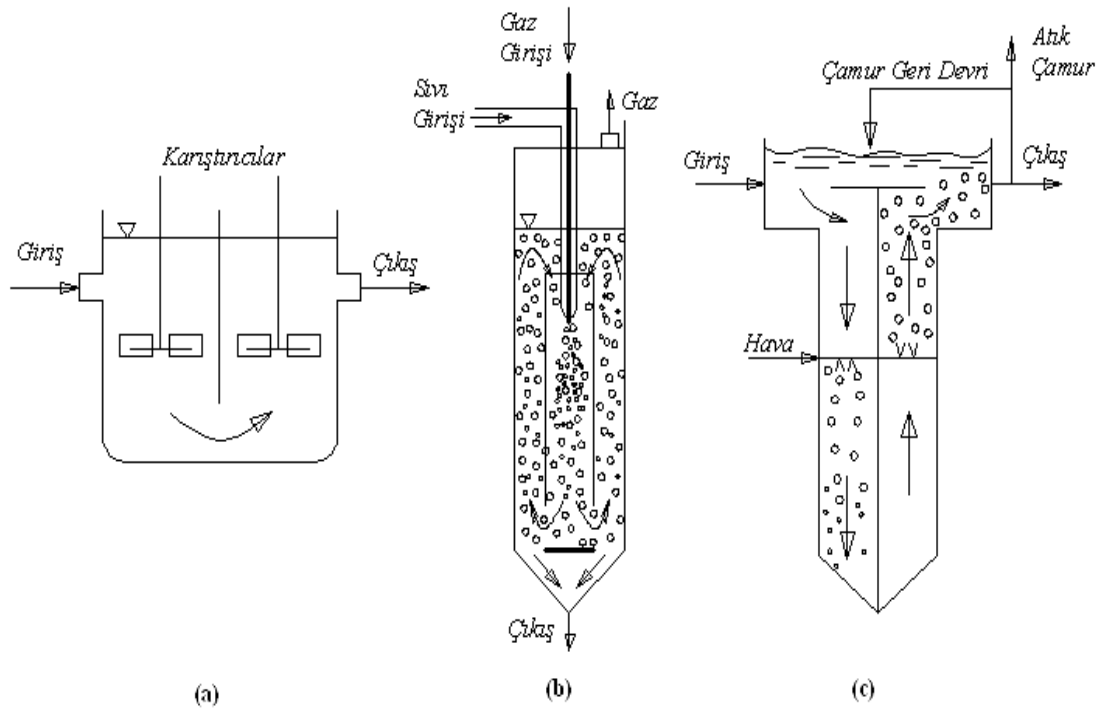 Karıştırıcılar
Giriş
Çıkış
(a)
Gaz
Girişi
Sıvı
Girişi
Gaz
Çıkış
(b)
Atık
Çamur
Çamur Geri Devri
Giriş
Çıkış
Hava
(c)